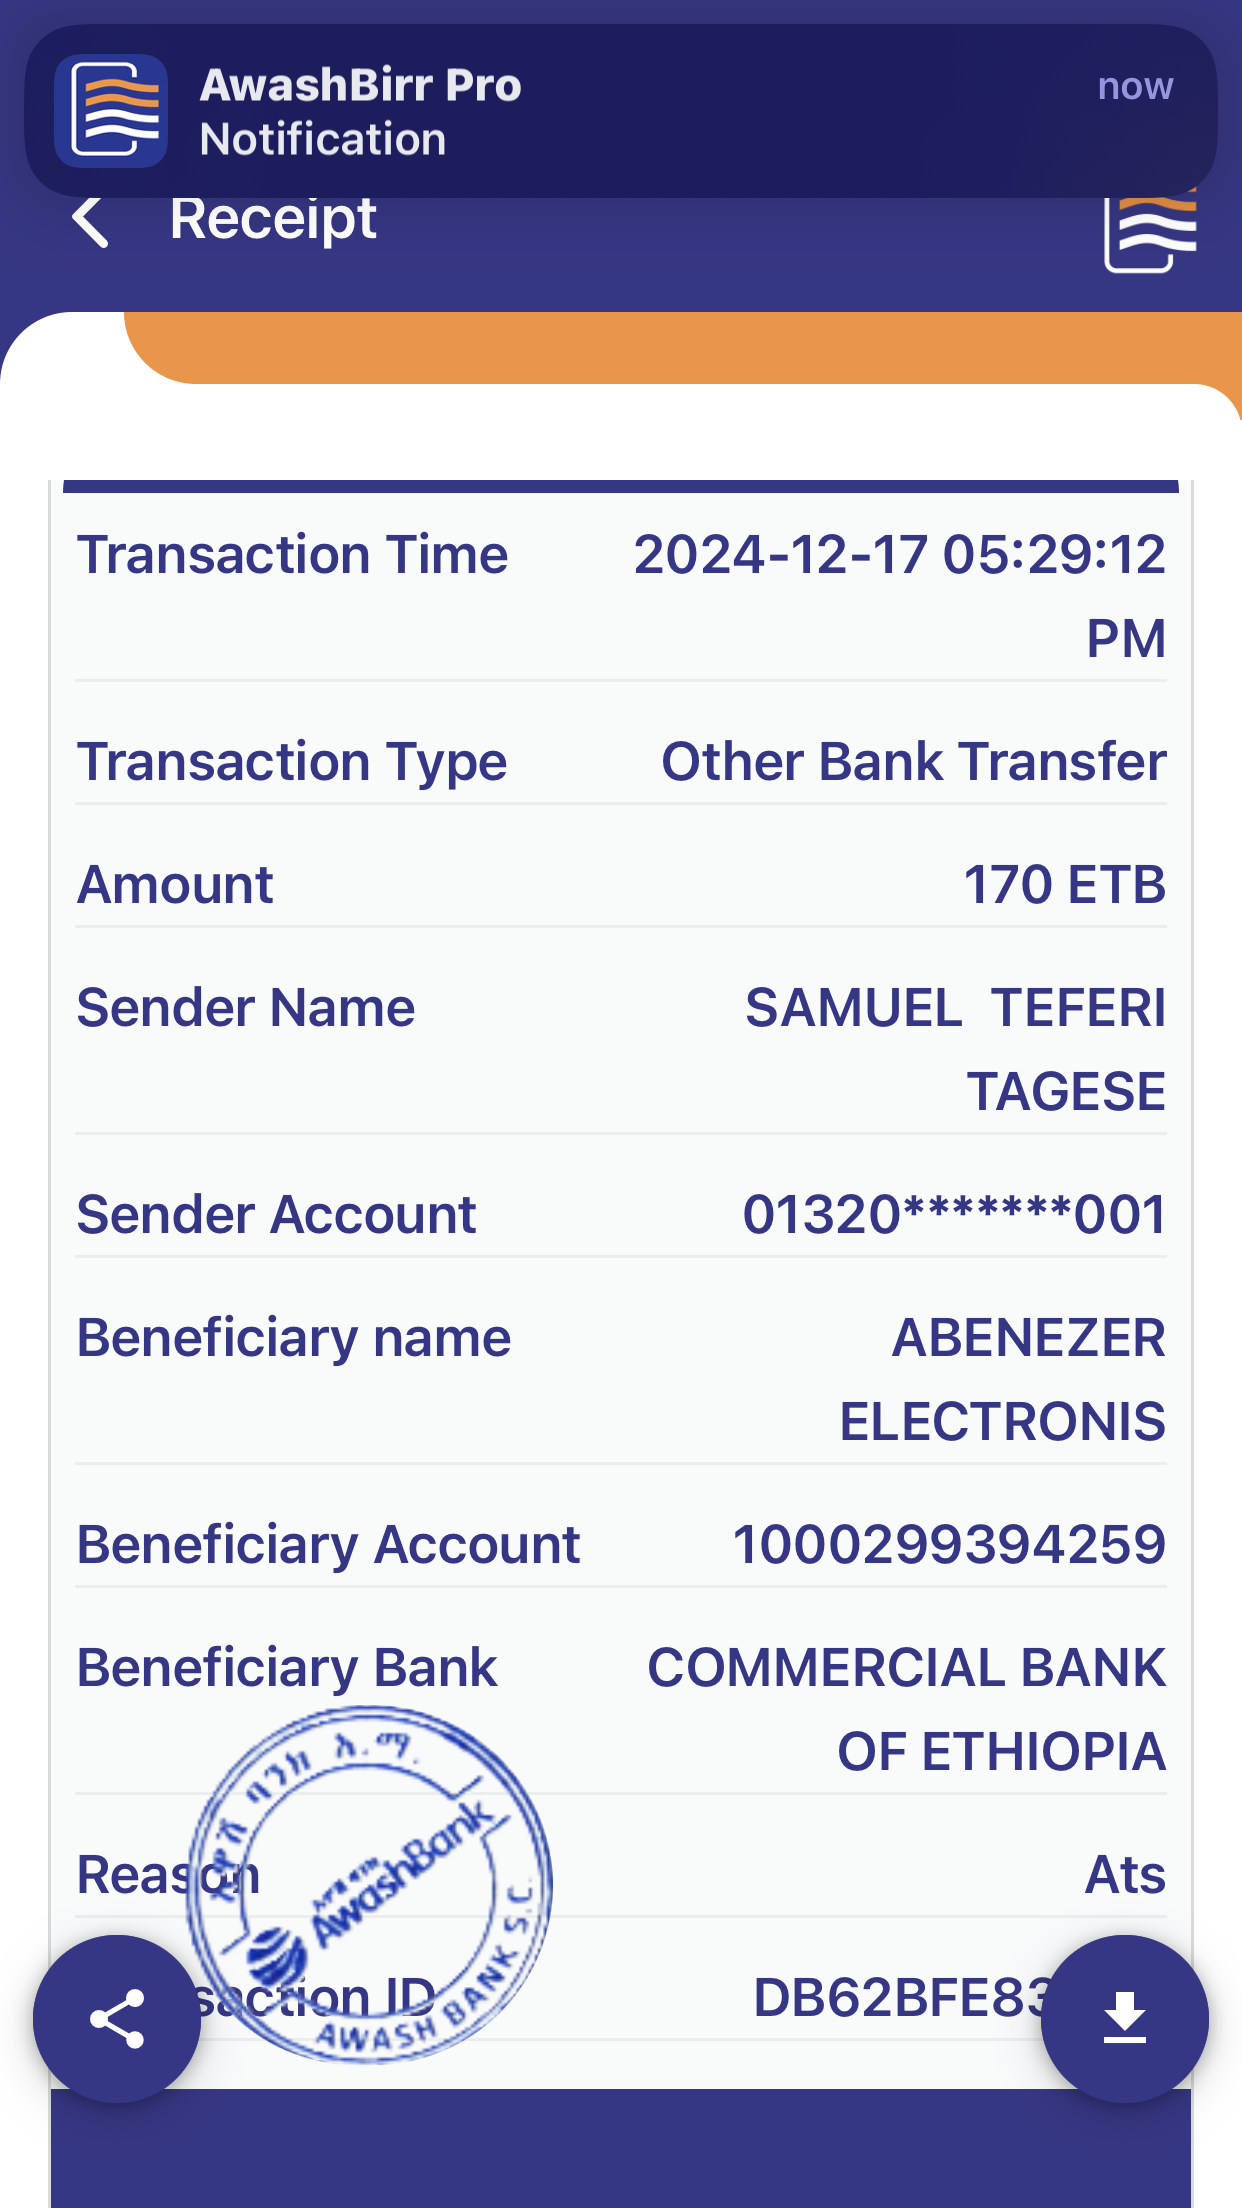 AwashBirr Pro
now
Notification
Receipt
Transaction Time 2024-12-17 05:29:12
PM
Transaction Type Other Bank Transfer
Amount 170 ETB
Sender Name SAMUEL TEFERI
TAGESE
Sender Account 01320*******001
Beneficiary name ABENEZER
ELECTRONIS
Beneficiary Account 1000299394259
Beneficiary Bank COMMERCIAL BANK
OF ETHIOPIA
አዋሽ ባንክ አ.ማ.
አዋሽ ባንክ
AwashBank
AWASH BANK S.C.
Reason Ats
saction ID DB62BFE83